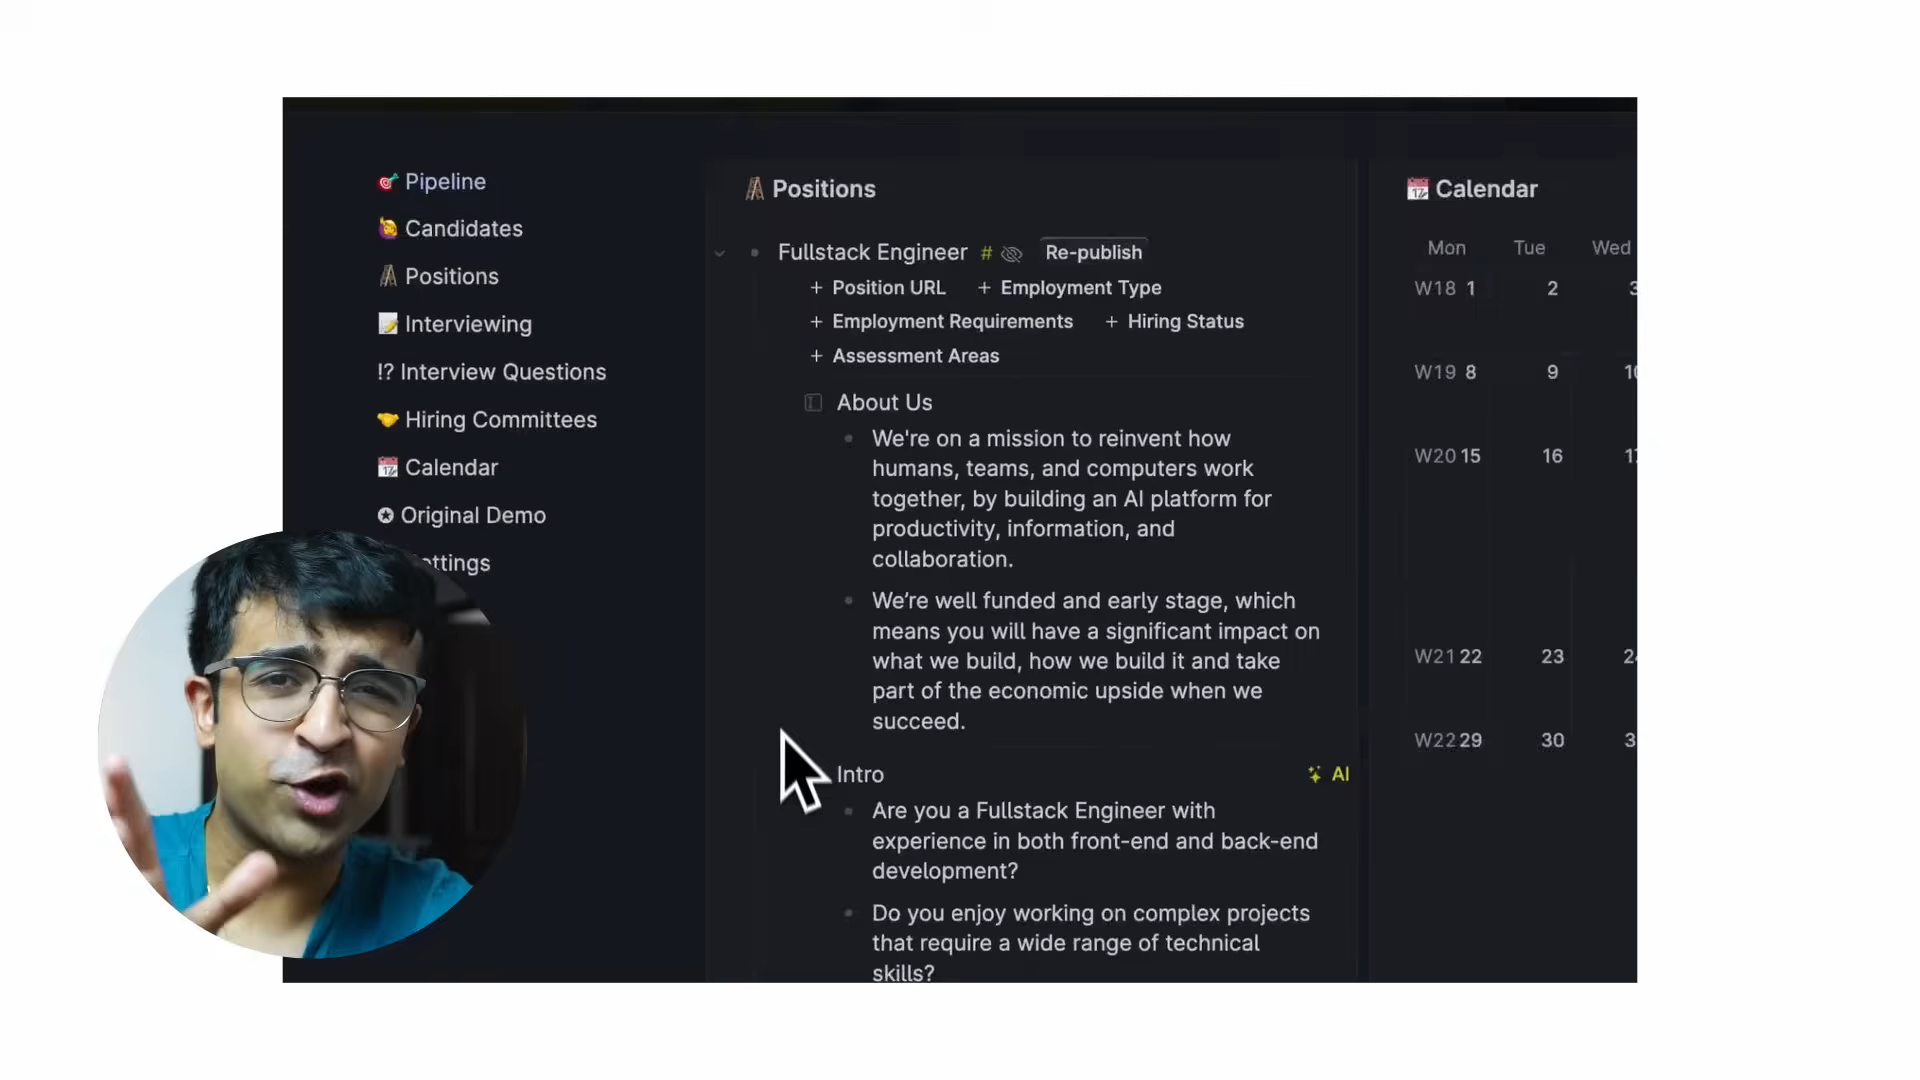 Pipeline
Candidates
Positions
Interviewing
!? Interview Questions
Hiring Committees
Calendar
Original Demo
ettings
Positions
Fullstack Engineer # Re-publish
+ Position URL + Employment Type
+ Employment Requirements + Hiring Status
+ Assessment Areas
About Us
We're on a mission to reinvent how
humans, teams, and computers work
together, by building an AI platform for
productivity, information, and
collaboration.
We’re well funded and early stage, which
means you will have a significant impact on
what we build, how we build it and take
part of the economic upside when we
succeed.
Intro AI
Are you a Fullstack Engineer with
experience in both front-end and back-end
development?
Do you enjoy working on complex projects
that require a wide range of technical
skills?
Calendar
Mon Tue Wed
W18 1 2
W19 8 9
W20 15 16
W21 22 23
W22 29 30